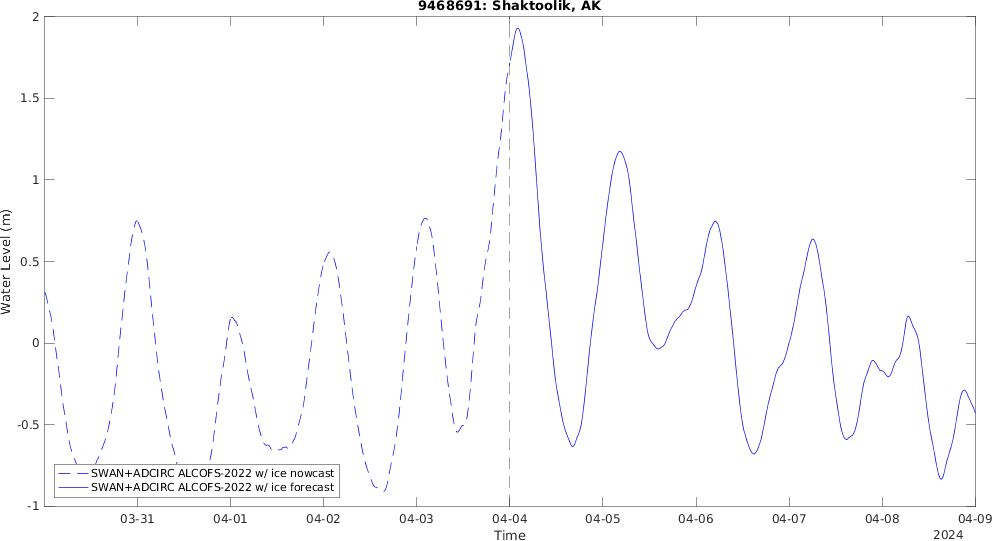 9468691: Shaktoolik, AK
2
1.5
1
0.5
0
-0.5
-1
Water Level (m)
SWAN+ADCIRC ALCOFS-2022 w/ ice nowcast
SWAN+ADCIRC ALCOFS-2022 w/ ice forecast
03-31 04-01 04-02 04-03 04-04 04-05 04-06 04-07 04-08 04-09
Time
2024